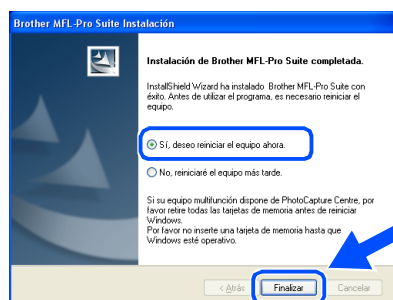 Brother MFL-Pro Suite Instalación
Instalación de Brother MFL-Pro Suite completada.
InstallShield Wizard ha instalado Brother MFL-Pro Suite con
éxito. Antes de utilizar el programa, es necesario reiniciar el
equipo.
Sí, deseo reiniciar el equipo ahora.
No, reiniciaré el equipo más tarde.
Si su equipo multifunción dispone de PhotoCapture Centre, por
favor retire todas las tarjetas de memoria antes de reiniciar
Windows.
Por favor no inserte una tarjeta de memoria hasta que
Windows esté operativo.
< Atrás Finalizar Cancelar